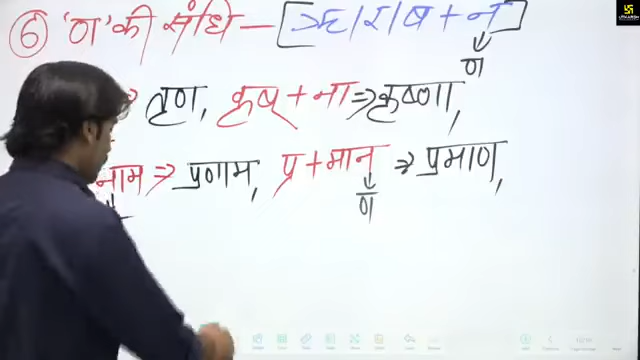 ⑥ 'ण' की संधि — [ऋ/र/ष + न]
ण
⇒ तृण, कृष् + ना ⇒ कृष्णा,
नाम ⇒ प्रणाम, प्र + मान ⇒ प्रमाण,
ण